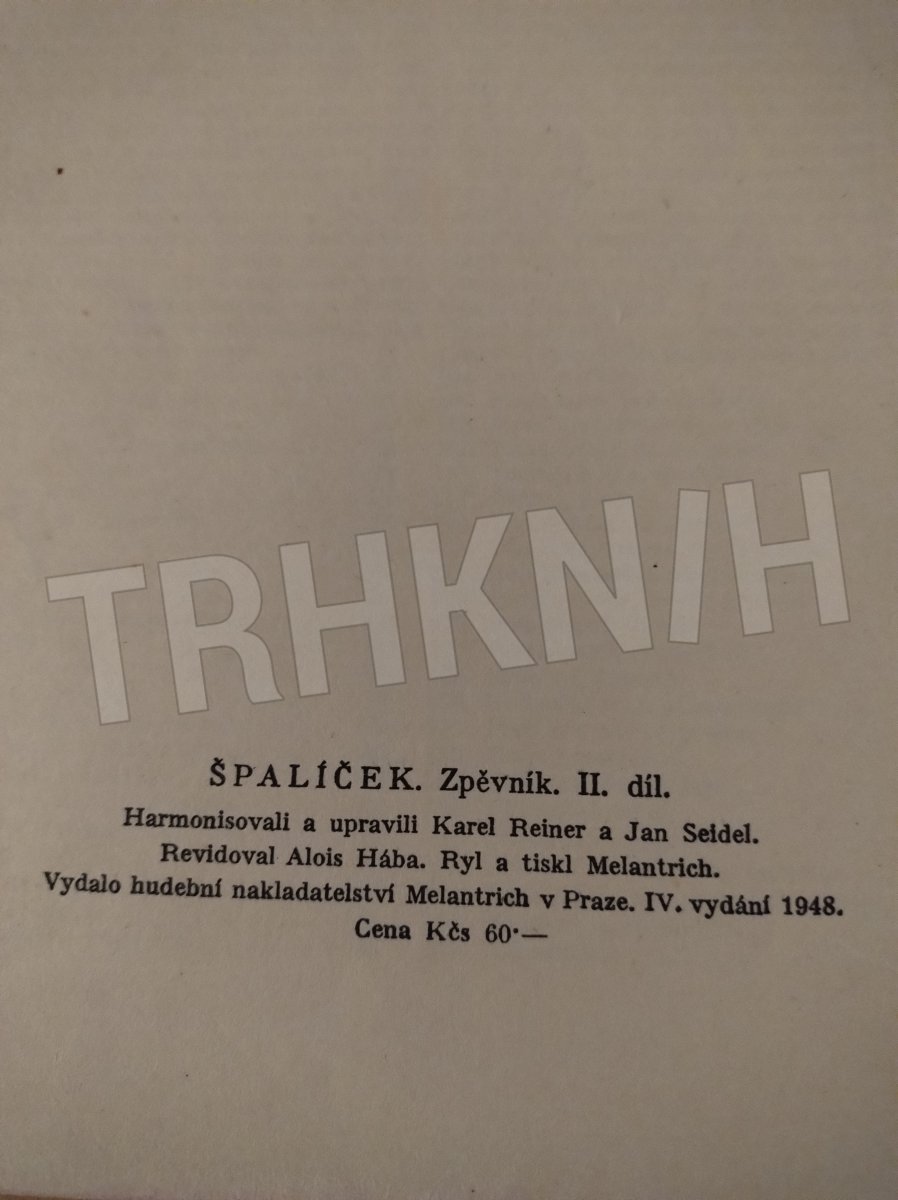 TRHKNIH
ŠPALÍČEK. Zpěvník. II. díl.
Harmonisovali a upravili Karel Reiner a Jan Seidel.
Revidoval Alois Hába. Ryl a tiskl Melantrich.
Vydalo hudební nakladatelství Melantrich v Praze. IV. vydání 1948.
Cena Kčs 60·—